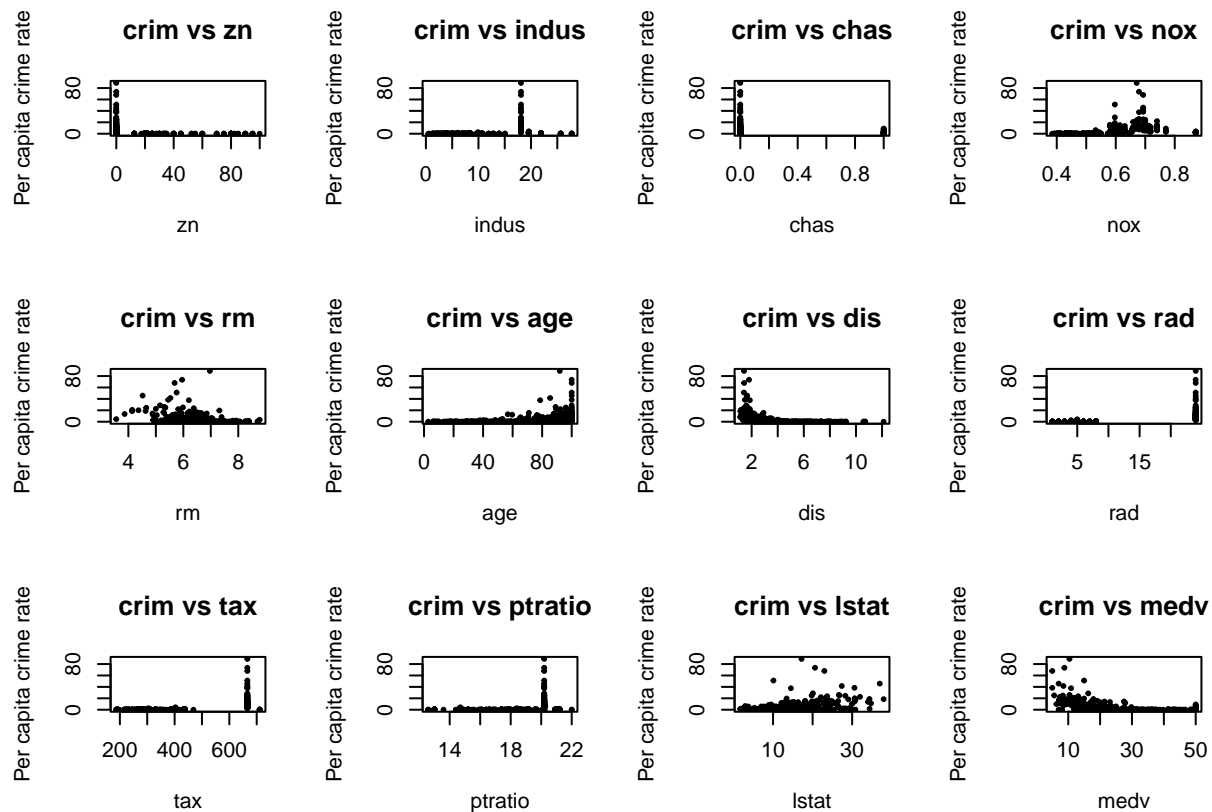 crim vs zn
Per capita crime rate
0 80
0 40 80
zn
crim vs indus
Per capita crime rate
0 80
0 10 20
indus
crim vs chas
Per capita crime rate
0 80
0.0 0.4 0.8
chas
crim vs nox
Per capita crime rate
0 80
0.4 0.6 0.8
nox
crim vs rm
Per capita crime rate
0 80
4 6 8
rm
crim vs age
Per capita crime rate
0 80
0 40 80
age
crim vs dis
Per capita crime rate
0 80
2 6 10
dis
crim vs rad
Per capita crime rate
0 80
5 15
rad
crim vs tax
Per capita crime rate
0 80
200 400 600
tax
crim vs ptratio
Per capita crime rate
0 80
14 18 22
ptratio
crim vs lstat
Per capita crime rate
0 80
10 30
lstat
crim vs medv
Per capita crime rate
0 80
10 30 50
medv